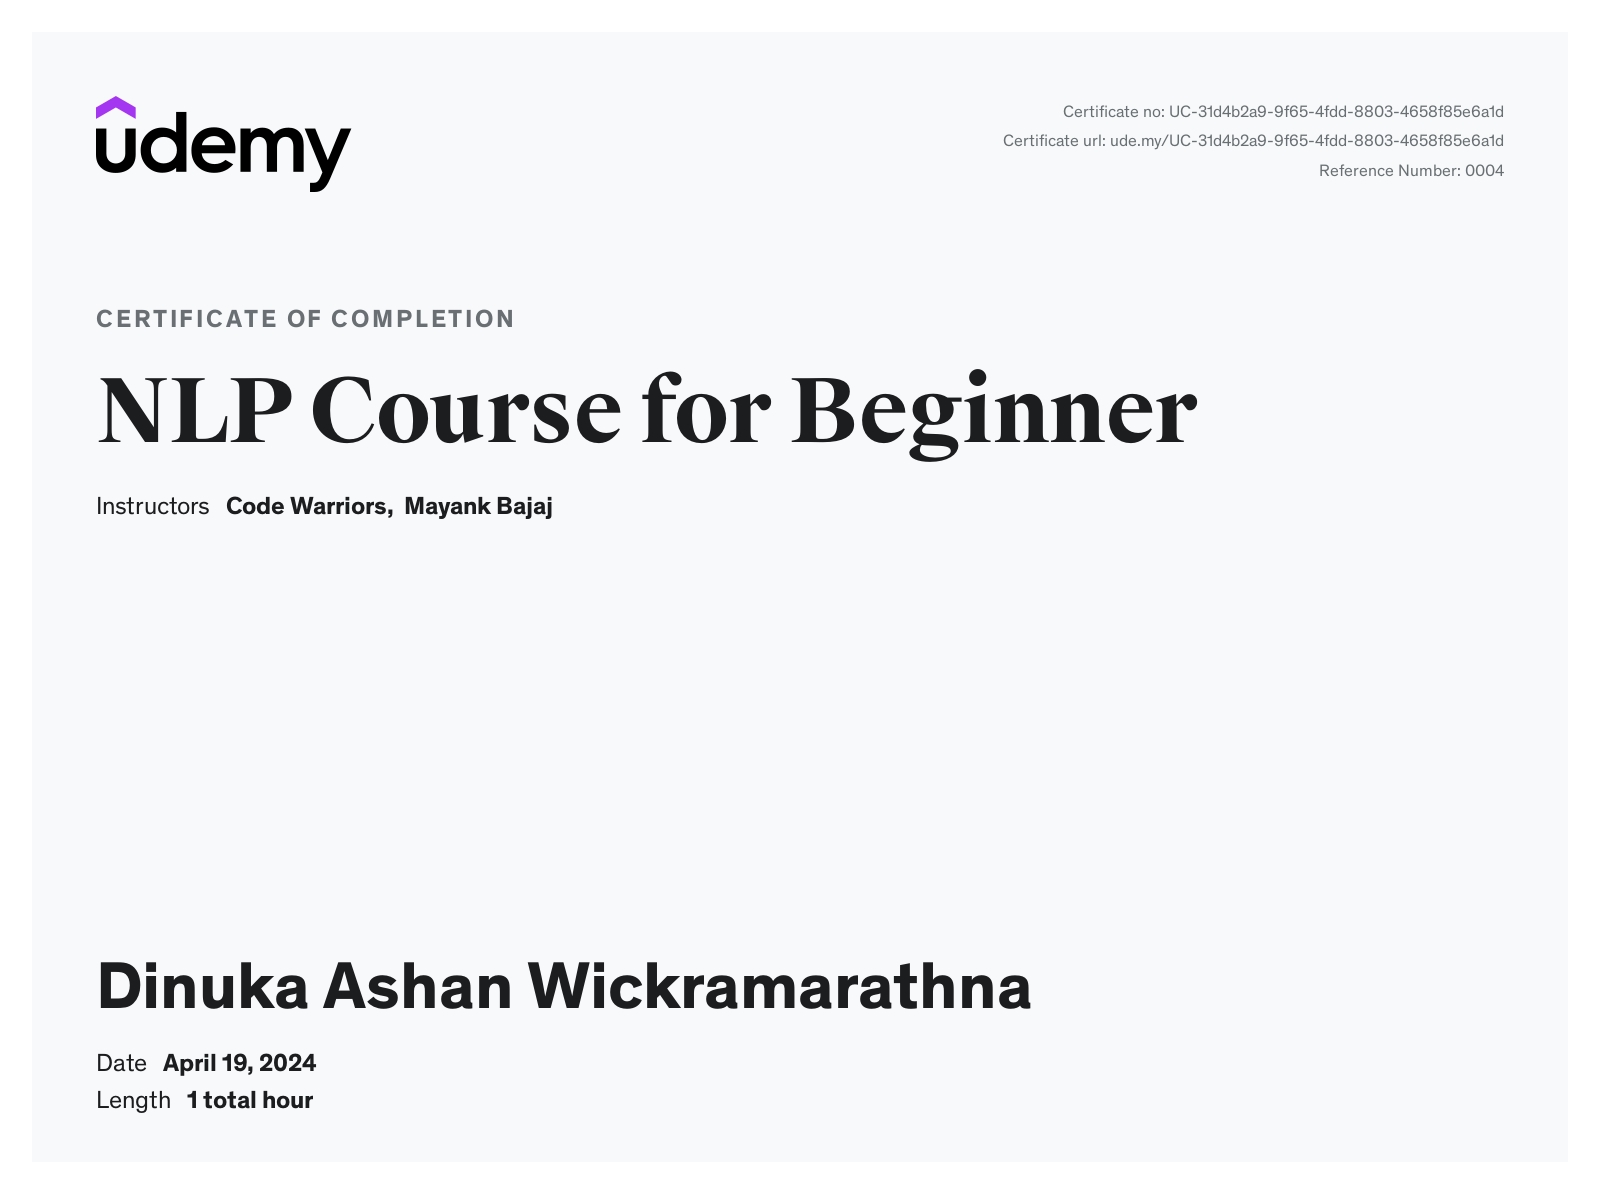 udemy
Certificate no: UC-31d4b2a9-9f65-4fdd-8803-4658f85e6a1d
Certificate url: ude.my/UC-31d4b2a9-9f65-4fdd-8803-4658f85e6a1d
Reference Number: 0004
CERTIFICATE OF COMPLETION
NLP Course for Beginner
Instructors Code Warriors, Mayank Bajaj
Dinuka Ashan Wickramarathna
Date April 19, 2024
Length 1 total hour